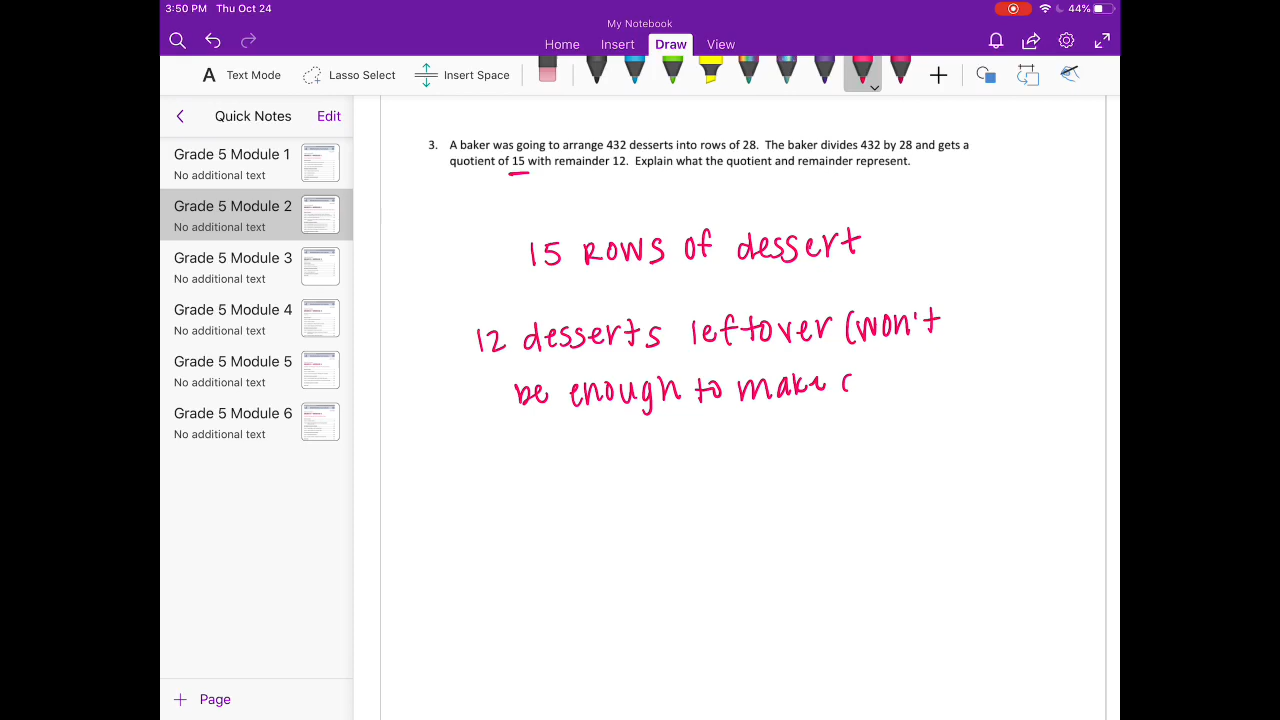 3:50 PM Thu Oct 24
44%
My Notebook
Home Insert Draw View
Text Mode Lasso Select Insert Space
Quick Notes Edit
Grade 5 Module 1
No additional text
Grade 5 Module 2
No additional text
Grade 5 Module 3
No additional text
Grade 5 Module 4
No additional text
Grade 5 Module 5
No additional text
Grade 5 Module 6
No additional text
Page
3. A baker was going to arrange 432 desserts into rows of 28. The baker divides 432 by 28 and gets a
quotient of 15 with remainder 12. Explain what the quotient and remainder represent.
15 rows of dessert
12 desserts leftover (won't
be enough to make